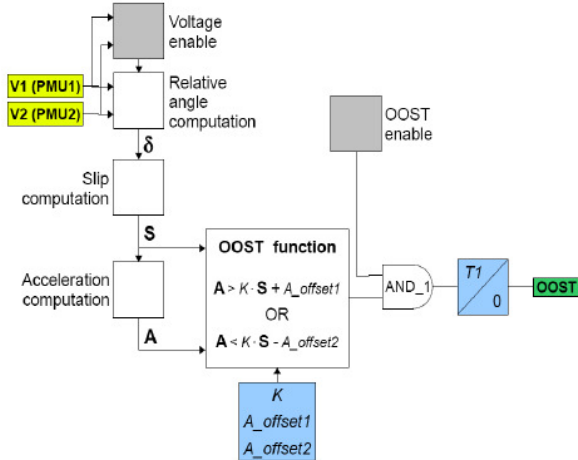 Voltage
enable
V1 (PMU1)
V2 (PMU2)
Relative
angle
computation
OOST
enable
δ
Slip
computation
S
OOST function
Acceleration
computation
A > K · S + A_offset1
OR
A < K · S - A_offset2
A
AND_1
T1
0
OOST
K
A_offset1
A_offset2